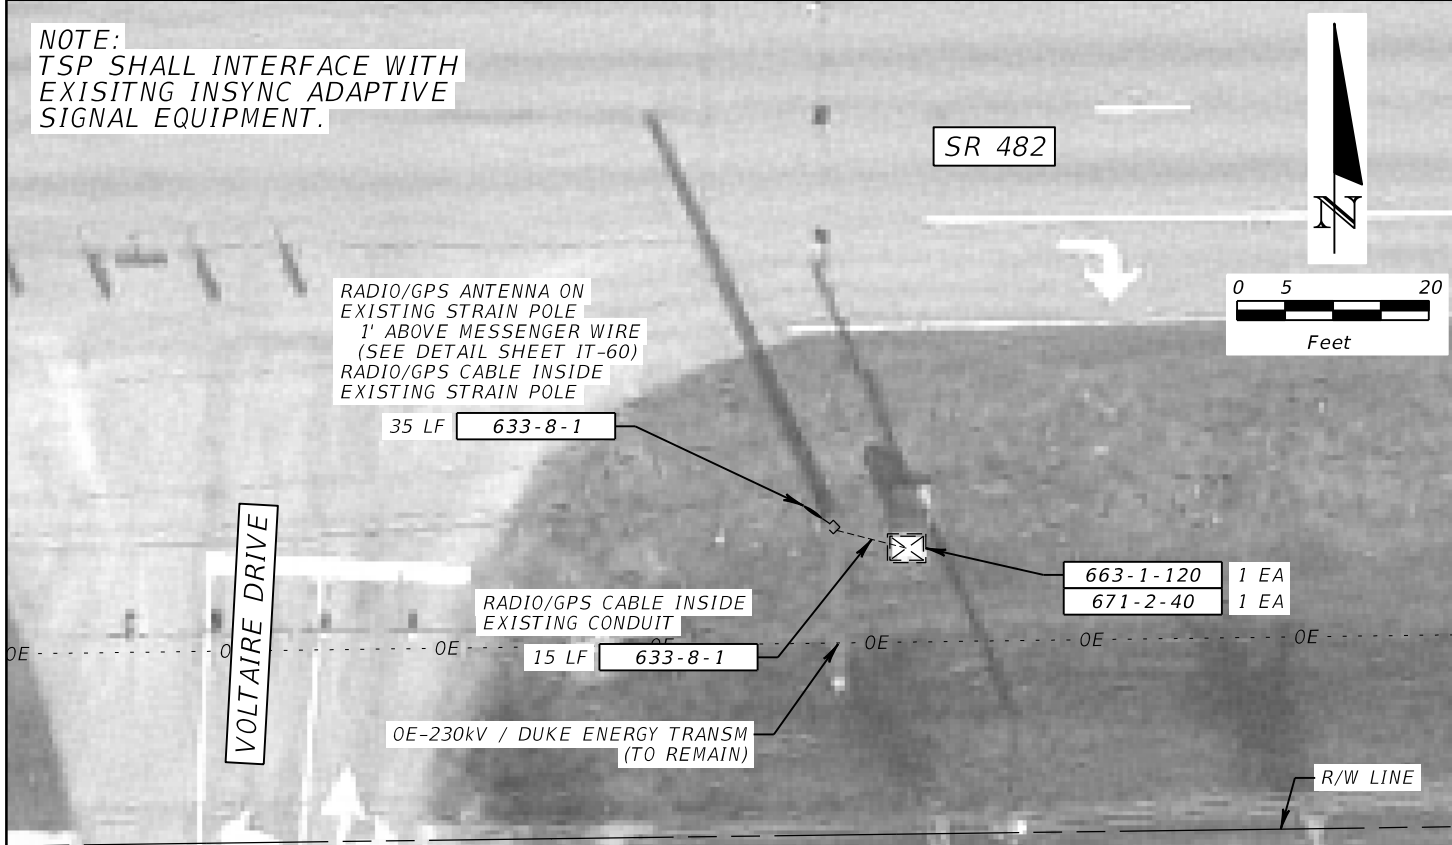 NOTE:
TSP SHALL INTERFACE WITH
EXISITNG INSYNC ADAPTIVE
SIGNAL EQUIPMENT.
SR 482
N
0 5 20
Feet
RADIO/GPS ANTENNA ON
EXISTING STRAIN POLE
1' ABOVE MESSENGER WIRE
(SEE DETAIL SHEET IT-60)
RADIO/GPS CABLE INSIDE
EXISTING STRAIN POLE
35 LF 633-8-1
VOLTAIRE DRIVE
663-1-120 1 EA
671-2-40 1 EA
RADIO/GPS CABLE INSIDE
EXISTING CONDUIT
OE OE OE OE OE OE
15 LF 633-8-1
OE-230kV / DUKE ENERGY TRANSM
(TO REMAIN)
R/W LINE